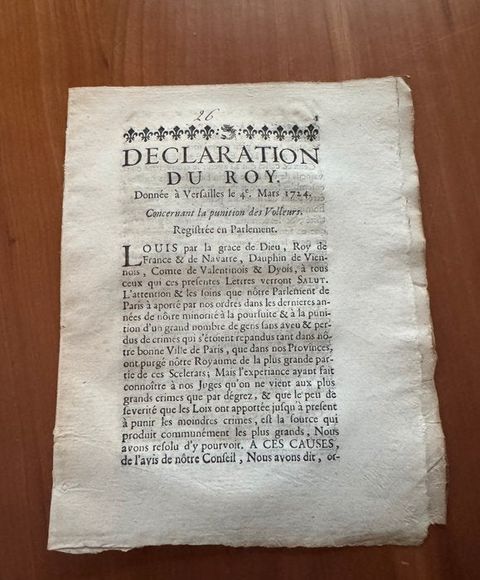 26
1
DECLARATION
DU ROY.
Donnée à Versailles le 4e. Mars 1724.
Concernant la punition des Volleurs.
Registrée en Parlement.
LOUIS par la grace de Dieu, Roy de
France & de Navarre, Dauphin de Vien-
nois, Comte de Valentinois & Dyois, à tous
ceux qui ces presentes Lettres verront SALUT.
L'attention & les soins que nôtre Parlement de
Paris à aporté par nos ordres dans les dernieres an-
nées de nôtre minorité à la poursuite & à la puni-
tion d'un grand nombre de gens sans aveu & per-
dus de crimes qui s'étoient repandus tant dans nô-
tre bonne Ville de Paris, que dans nos Provinces,
ont purgé nôtre Royaume de la plus grande par-
tie de ces Scelerats; Mais l'experiance ayant fait
connoître à nos Juges qu'on ne vient aux plus
grands crimes que par dégrez, & que le peu de
severité que les Loix ont apportée jusqu'à present
à punir les moindres crimes, est la source qui
produit communément les plus grands, Nous
avons resolu d'y pourvoir. A CES CAUSES,
de l'avis de nôtre Conseil, Nous avons dit, or-